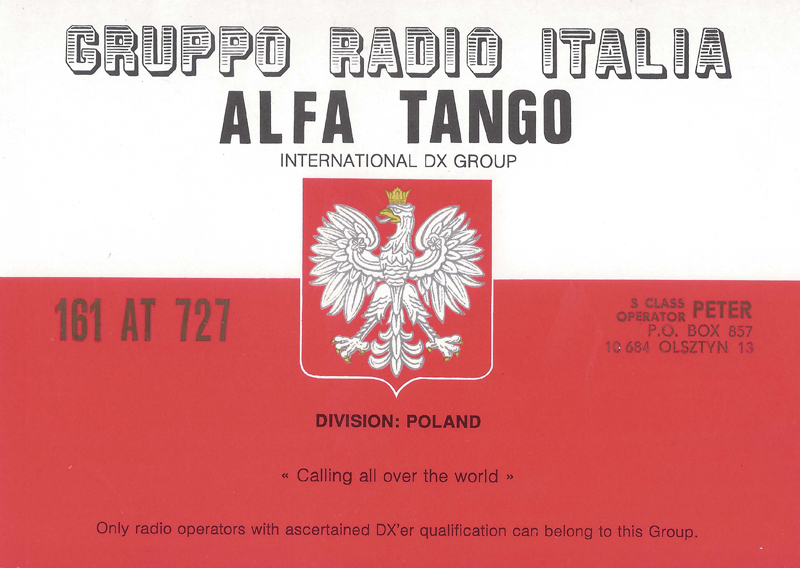 GRUPPO RADIO ITALIA
ALFA TANGO
INTERNATIONAL DX GROUP
161 AT 727
S CLASS
OPERATOR PETER
P.O. BOX 857
10684 OLSZTYN 13
DIVISION: POLAND
« Calling all over the world »
Only radio operators with ascertained DX'er qualification can belong to this Group.